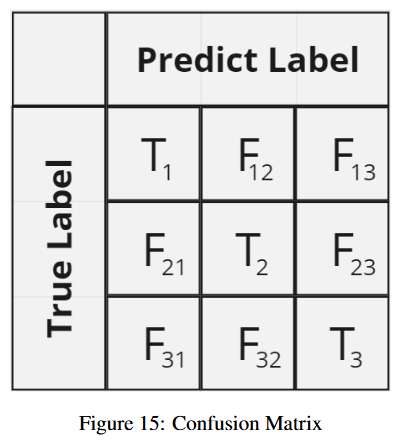 Predict Label
True Label
T1 F12 F13
F21 T2 F23
F31 F32 T3
Figure 15: Confusion Matrix